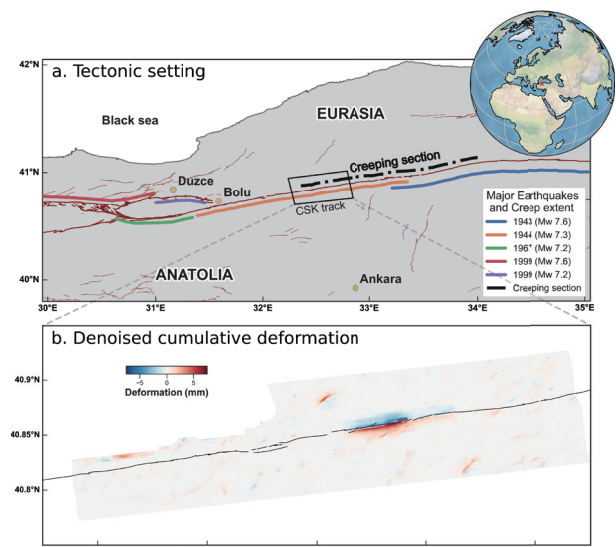 a. Tectonic setting
42°N
41°N
40°N
Black sea
EURASIA
Düzce
Bolu
Creeping section
CSK track
ANATOLIA
Ankara
Major Earthquakes
and Creep extent
1943 (Mw 7.6)
1944 (Mw 7.3)
1967 (Mw 7.2)
1999 (Mw 7.6)
1999 (Mw 7.2)
Creeping section
30°E
31°E
32°E
33°E
34°E
35°E
b. Denoised cumulative deformation
−5
0
5
Deformation (mm)
40.9°N
40.85°N
40.8°N